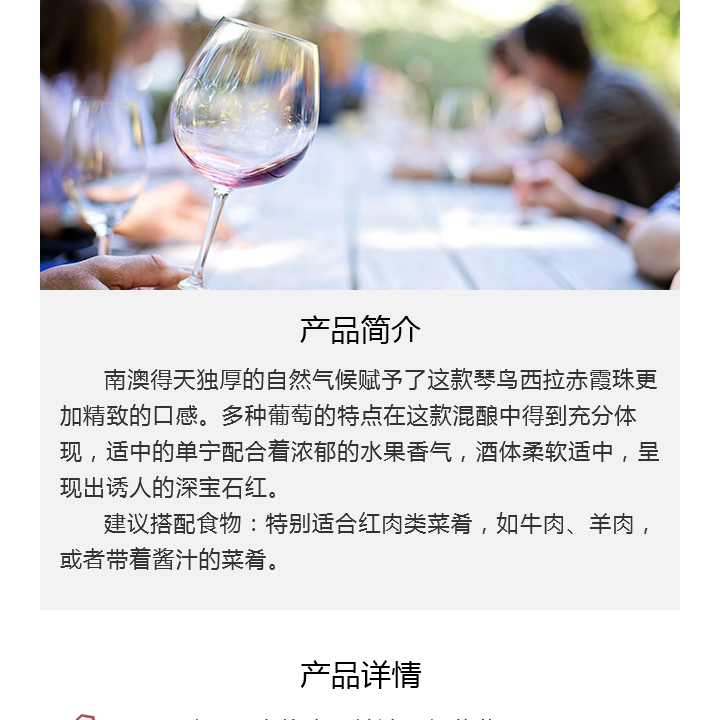 产品简介
南澳得天独厚的自然气候赋予了这款琴鸟西拉赤霞珠更
加精致的口感。多种葡萄的特点在这款混酿中得到充分体
现，适中的单宁配合着浓郁的水果香气，酒体柔软适中，呈
现出诱人的深宝石红。
建议搭配食物：特别适合红肉类菜肴，如牛肉、羊肉，
或者带着酱汁的菜肴。
产品详情